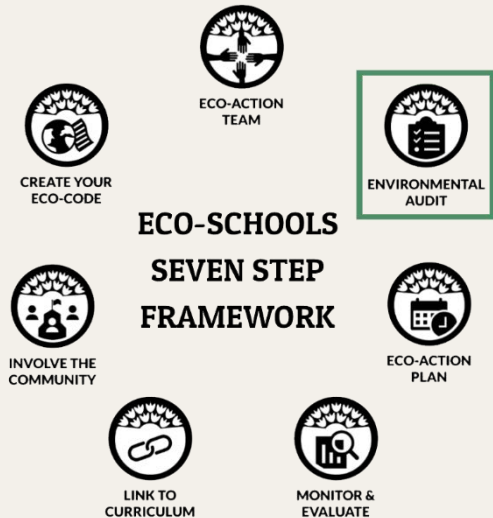 ECO-ACTION
TEAM
ENVIRONMENTAL
AUDIT
CREATE YOUR
ECO-CODE
ECO-SCHOOLS
SEVEN STEP
FRAMEWORK
INVOLVE THE
COMMUNITY
ECO-ACTION
PLAN
LINK TO
CURRICULUM
MONITOR &
EVALUATE